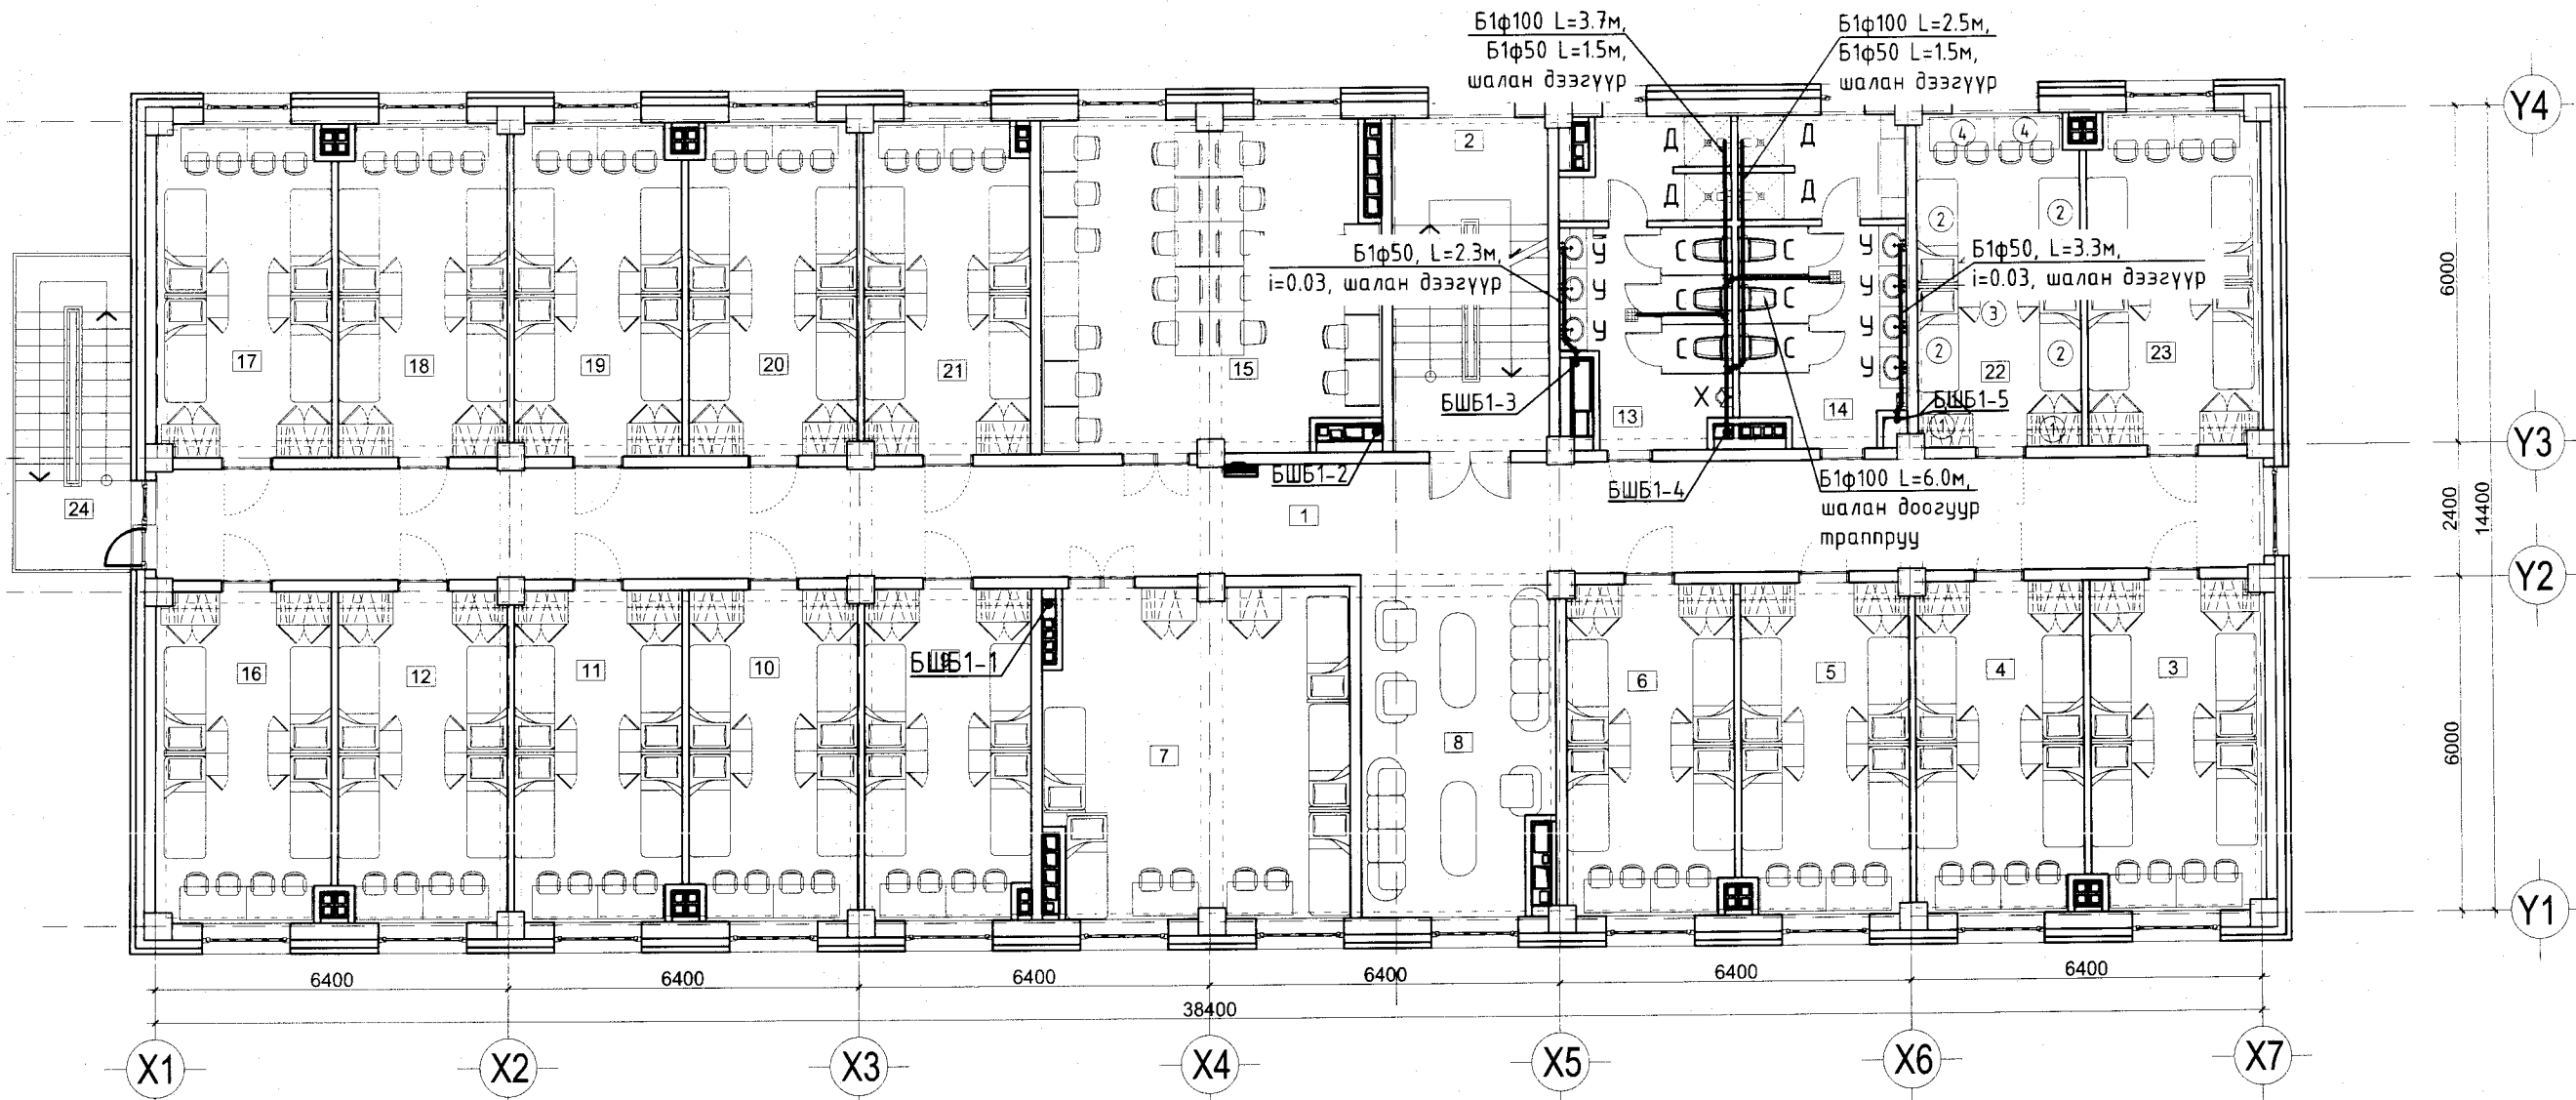 Б1ф100 L=3.7м,
Б1ф50 L=1.5м,
шалан дээгүүр
Б1ф100 L=2.5м,
Б1ф50 L=1.5м,
шалан дээгүүр
Y4
2
Д
Д
Д
Д
4
4
2
2
Б1ф50, L=2.3м,
i=0.03, шалан дээгүүр
У
У
У
С
С
С
С
С
С
У
У
У
У
Б1ф50, L=3.3м,
i=0.03, шалан дээгүүр
3
2
2
6000
17
18
19
20
21
15
22
23
БШБ1-3
Х
13
14
БШБ1-5
1
1
Y3
БШБ1-2
БШБ1-4
Б1ф100 L=6.0м,
шалан доогуур
траппруу
24
1
2400
14400
Y2
16
12
11
10
БШБ1-1
7
8
6
5
4
3
6000
Y1
6400
6400
6400
6400
6400
6400
38400
X1
X2
X3
X4
X5
X6
X7